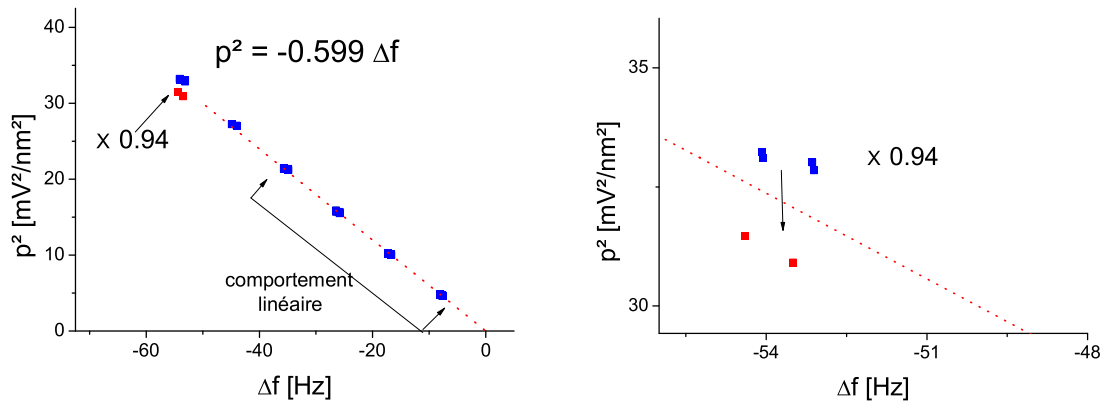 p² = -0.599 Δf
p² [mV²/nm²]
40
30
20
10
0
x 0.94
comportement
linéaire
-60
-40
-20
0
Δf [Hz]
p² [mV²/nm²]
35
30
x 0.94
-54
-51
-48
Δf [Hz]